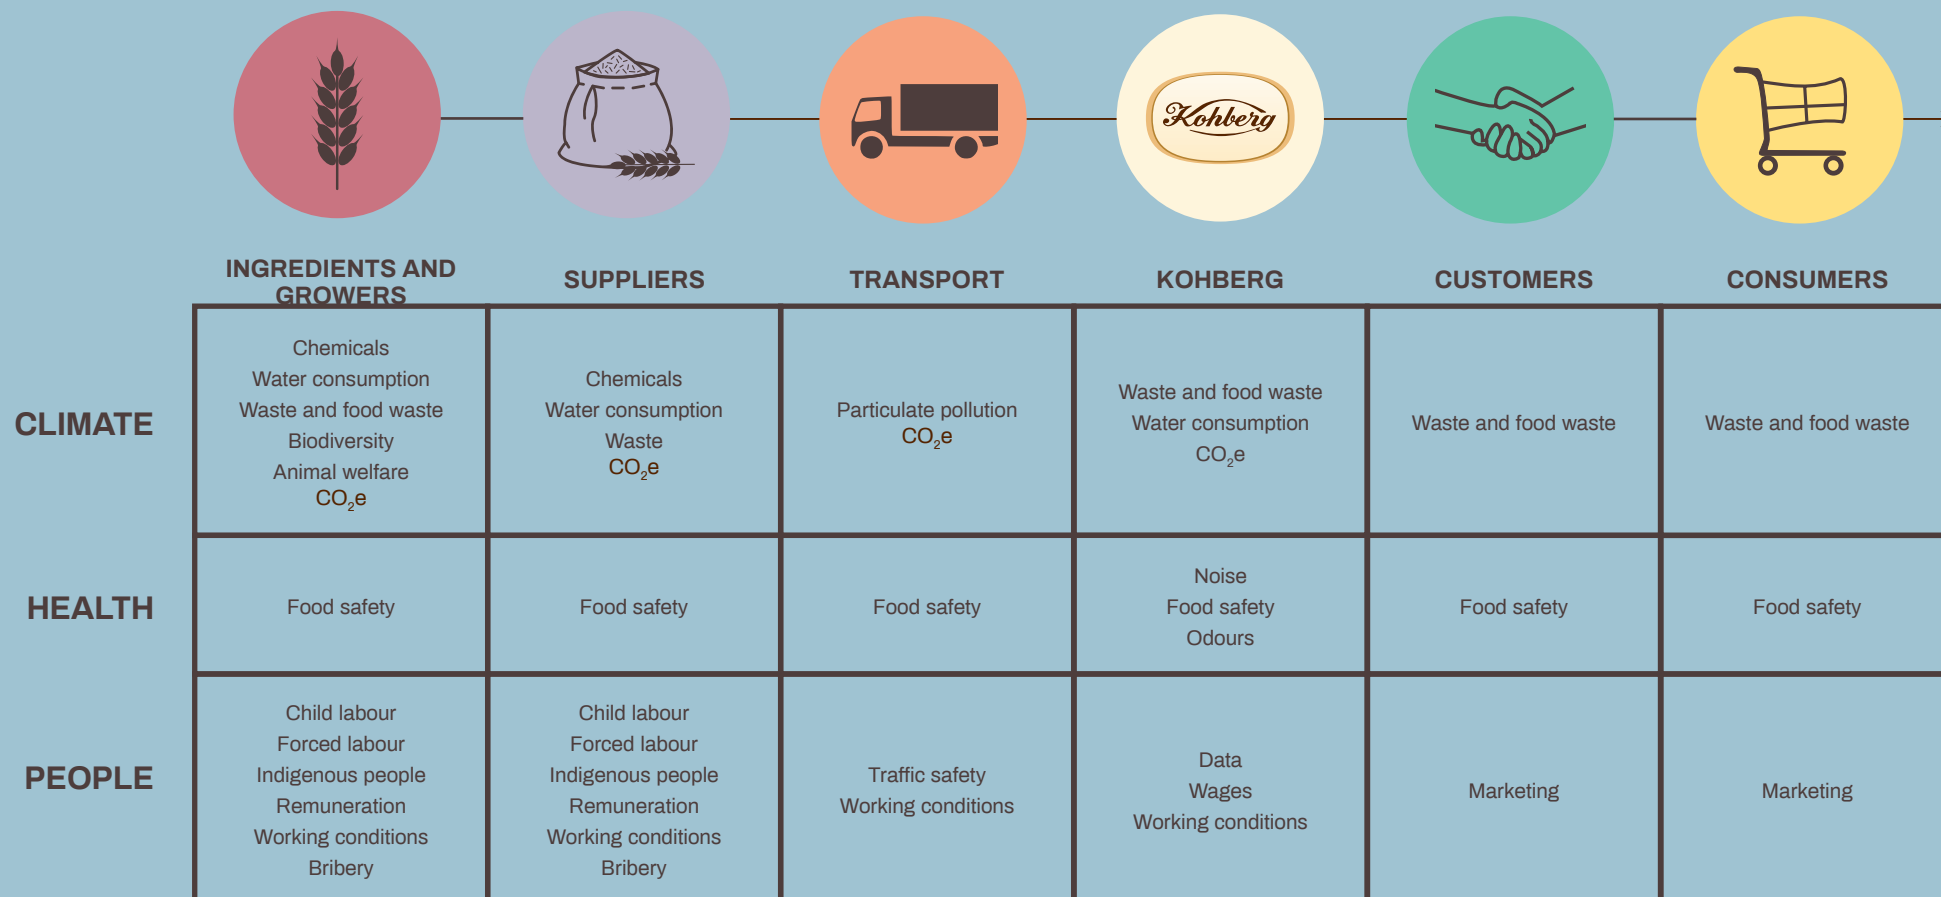 Kohberg
INGREDIENTS AND
GROWERS
SUPPLIERS
TRANSPORT
KOHBERG
CUSTOMERS
CONSUMERS
CLIMATE
Chemicals
Water consumption
Waste and food waste
Biodiversity
Animal welfare
CO₂e
Chemicals
Water consumption
Waste
CO₂e
Particulate pollution
CO₂e
Waste and food waste
Water consumption
CO₂e
Waste and food waste
Waste and food waste
HEALTH
Food safety
Food safety
Food safety
Noise
Food safety
Odours
Food safety
Food safety
PEOPLE
Child labour
Forced labour
Indigenous people
Remuneration
Working conditions
Bribery
Child labour
Forced labour
Indigenous people
Remuneration
Working conditions
Bribery
Traffic safety
Working conditions
Data
Wages
Working conditions
Marketing
Marketing